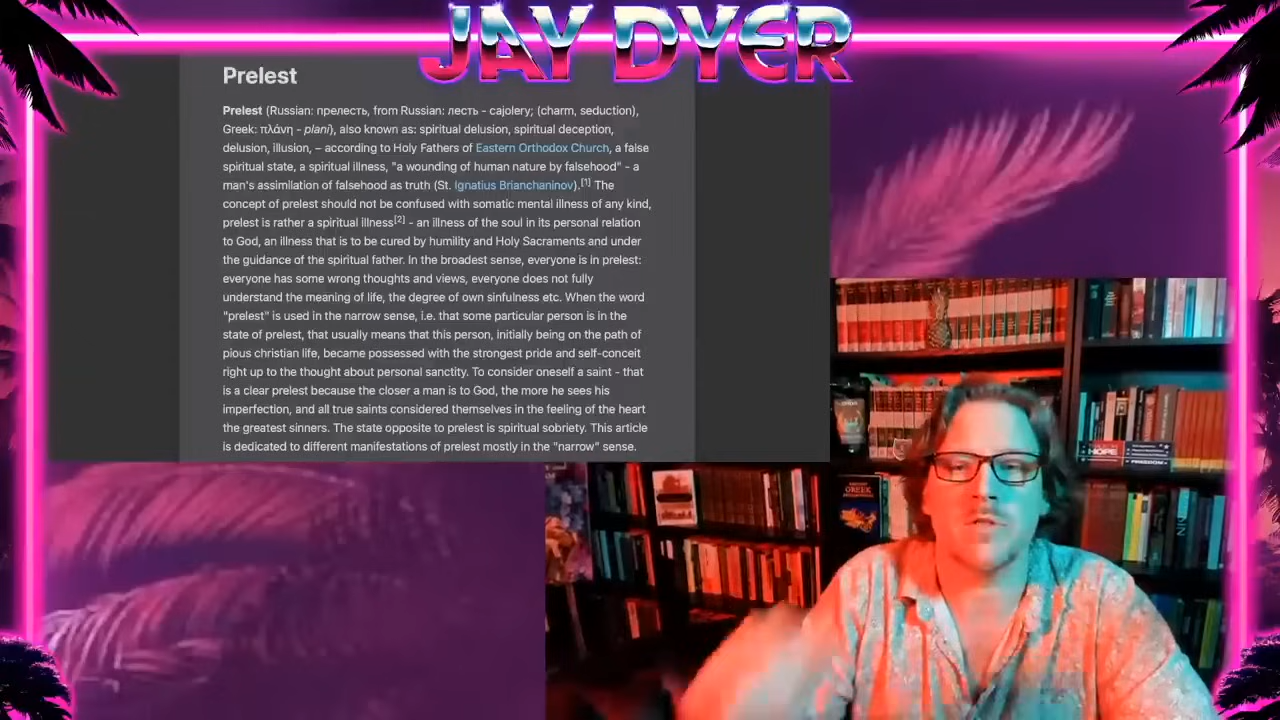 JAY DYER
Prelest
Prelest (Russian: прелесть, from Russian: лесть - cajolery; (charm, seduction),
Greek: πλάνη - plani), also known as: spiritual delusion, spiritual deception,
delusion, illusion, – according to Holy Fathers of Eastern Orthodox Church, a false
spiritual state, a spiritual illness, "a wounding of human nature by falsehood" - a
man's assimilation of falsehood as truth (St. Ignatius Brianchaninov).[1] The
concept of prelest should not be confused with somatic mental illness of any kind,
prelest is rather a spiritual illness[2] - an illness of the soul in its personal relation
to God, an illness that is to be cured by humility and Holy Sacraments and under
the guidance of the spiritual father. In the broadest sense, everyone is in prelest:
everyone has some wrong thoughts and views, everyone does not fully
understand the meaning of life, the degree of own sinfulness etc. When the word
"prelest" is used in the narrow sense, i.e. that some particular person is in the
state of prelest, that usually means that this person, initially being on the path of
pious christian life, became possessed with the strongest pride and self-conceit
right up to the thought about personal sanctity. To consider oneself a saint - that
is a clear prelest because the closer a man is to God, the more he sees his
imperfection, and all true saints considered themselves in the feeling of the heart
the greatest sinners. The state opposite to prelest is spiritual sobriety. This article
is dedicated to different manifestations of prelest mostly in the "narrow" sense.
HOPE
FREEDOM
GREEK